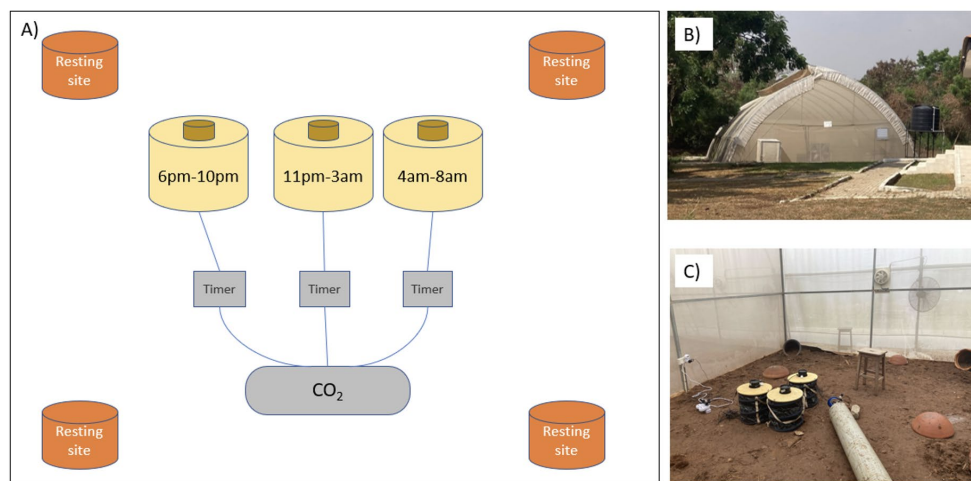 A)
Resting
site
Resting
site
6pm-10pm
11pm-3am
4am-8am
Timer
Timer
Timer
CO₂
Resting
site
Resting
site
B)
C)